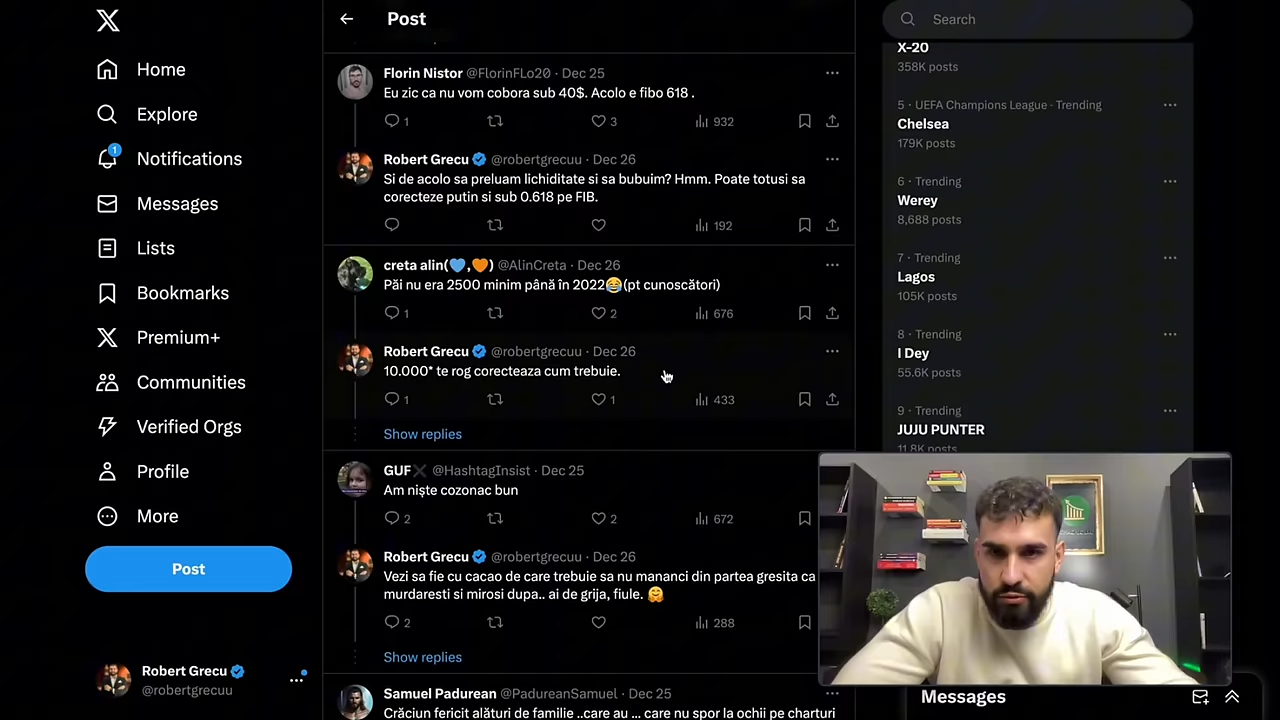 Post
Search
Home
Explore
1
Notifications
Messages
Lists
Bookmarks
Premium+
Communities
Verified Orgs
Profile
More
Post
Robert Grecu
@robertgrecuu
Florin Nistor @FlorinFLo20 · Dec 25
Eu zic ca nu vom cobora sub 40$. Acolo e fibo 618 .
1 3 932
Robert Grecu @robertgrecuu · Dec 26
Si de acolo sa preluam lichiditate si sa bubuim? Hmm. Poate totusi sa
corecteze putin si sub 0.618 pe FIB.
192
creta alin(🩵,🧡) @AlinCreta · Dec 26
Păi nu era 2500 minim până în 2022😂(pt cunoscători)
1 2 676
Robert Grecu @robertgrecuu · Dec 26
10.000* te rog corecteaza cum trebuie.
1 1 433
Show replies
GUF @HashtagInsist · Dec 25
Am niște cozonac bun
2 2 672
Robert Grecu @robertgrecuu · Dec 26
Vezi sa fie cu cacao de care trebuie sa nu mananci din partea gresita ca
murdaresti si mirosi dupa.. ai de grija, fiule. 🤗
2 288
Show replies
Samuel Padurean @PadureanSamuel · Dec 25
Crăciun fericit alături de familie ..care au ... care nu spor la ochii pe charturi
X-20
358K posts
5 · UEFA Champions League · Trending
Chelsea
179K posts
6 · Trending
Werey
8,688 posts
7 · Trending
Lagos
105K posts
8 · Trending
I Dey
55.6K posts
9 · Trending
JUJU PUNTER
11.8K posts
Messages